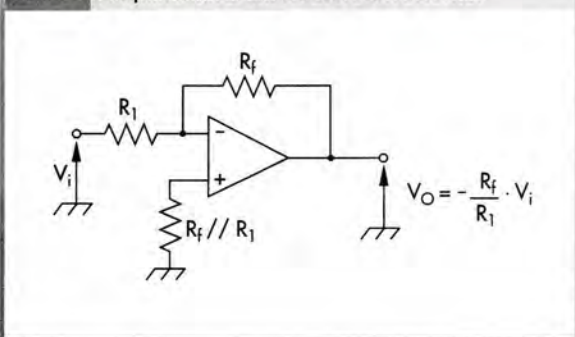 Rf
R1
-
Vi
+
Rf // R1
VO = - Rf/R1 · Vi